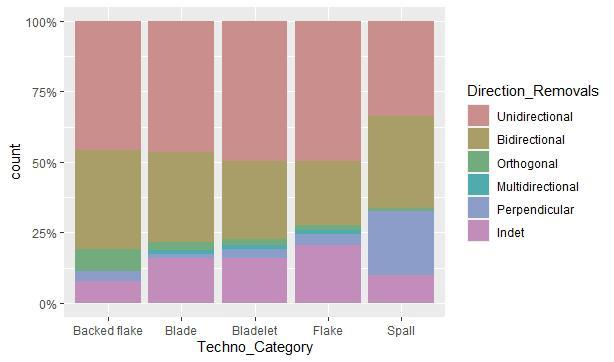 100%
75%
50%
25%
0%
count
Backed flake
Blade
Bladelet
Flake
Spall
Techno_Category
Direction_Removals
Unidirectional
Bidirectional
Orthogonal
Multidirectional
Perpendicular
Indet